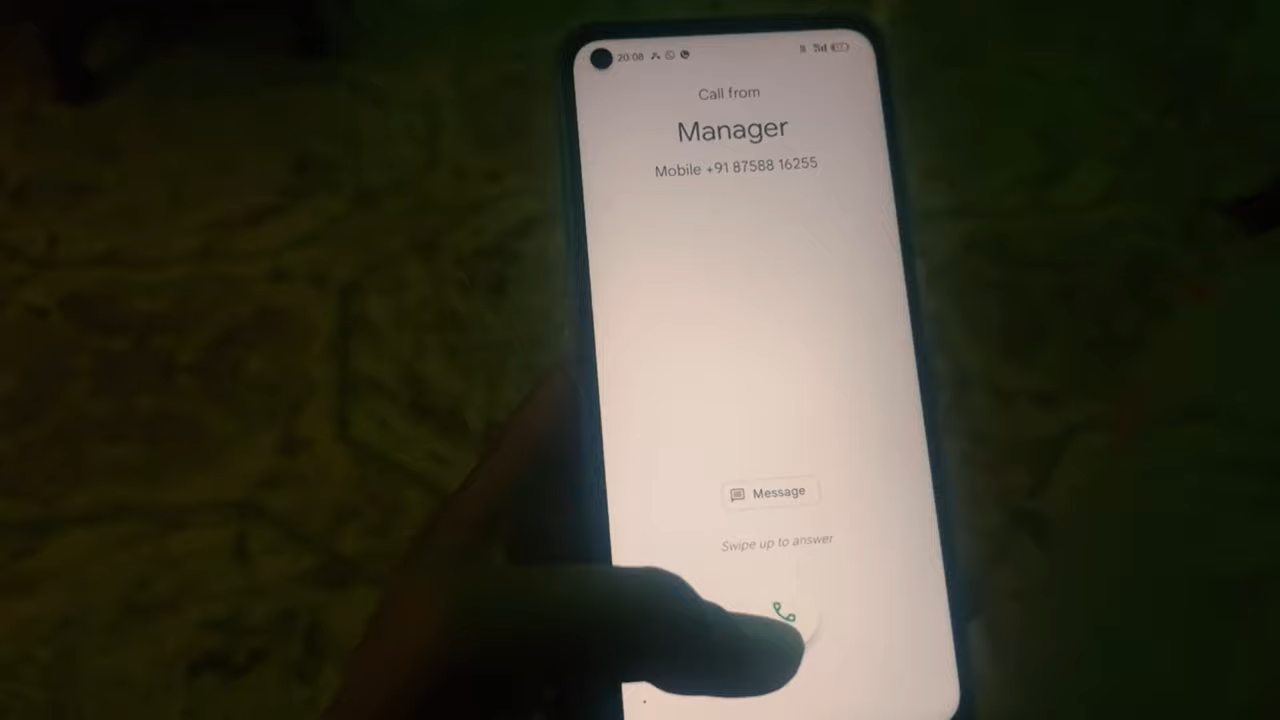 20:08
Call from
Manager
Mobile +91 87588 16255
Message
Swipe up to answer